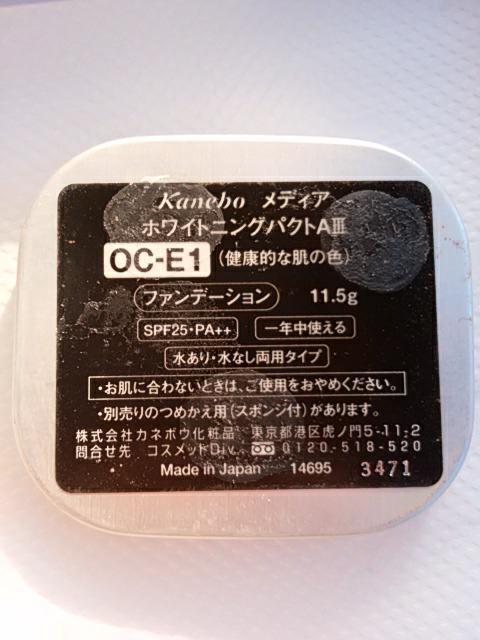 Kanebo メディア
ホワイトニングパクトAⅢ
OC-E1 (健康的な肌の色)
ファンデーション 11.5g
SPF25・PA++ 一年中使える
水あり・水なし両用タイプ
・お肌に合わないときは、ご使用をおやめください。
・別売りのつめかえ用(スポンジ付)があります。
株式会社カネボウ化粧品 東京都港区虎ノ門5-11-2
問合せ先 コスメットDiv. 0120-518-520
Made in Japan 14695 3471